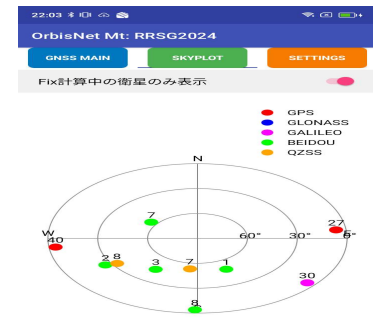 22:03
OrbisNet Mt: RRSG2024
GNSS MAIN SKYPLOT SETTINGS
Fix計算中の衛星のみ表示
GPS
GLONASS
GALILEO
BEIDOU
QZSS
N
7
27
W 60° 30° E 0°
40
2 8 3 7 1
30
8